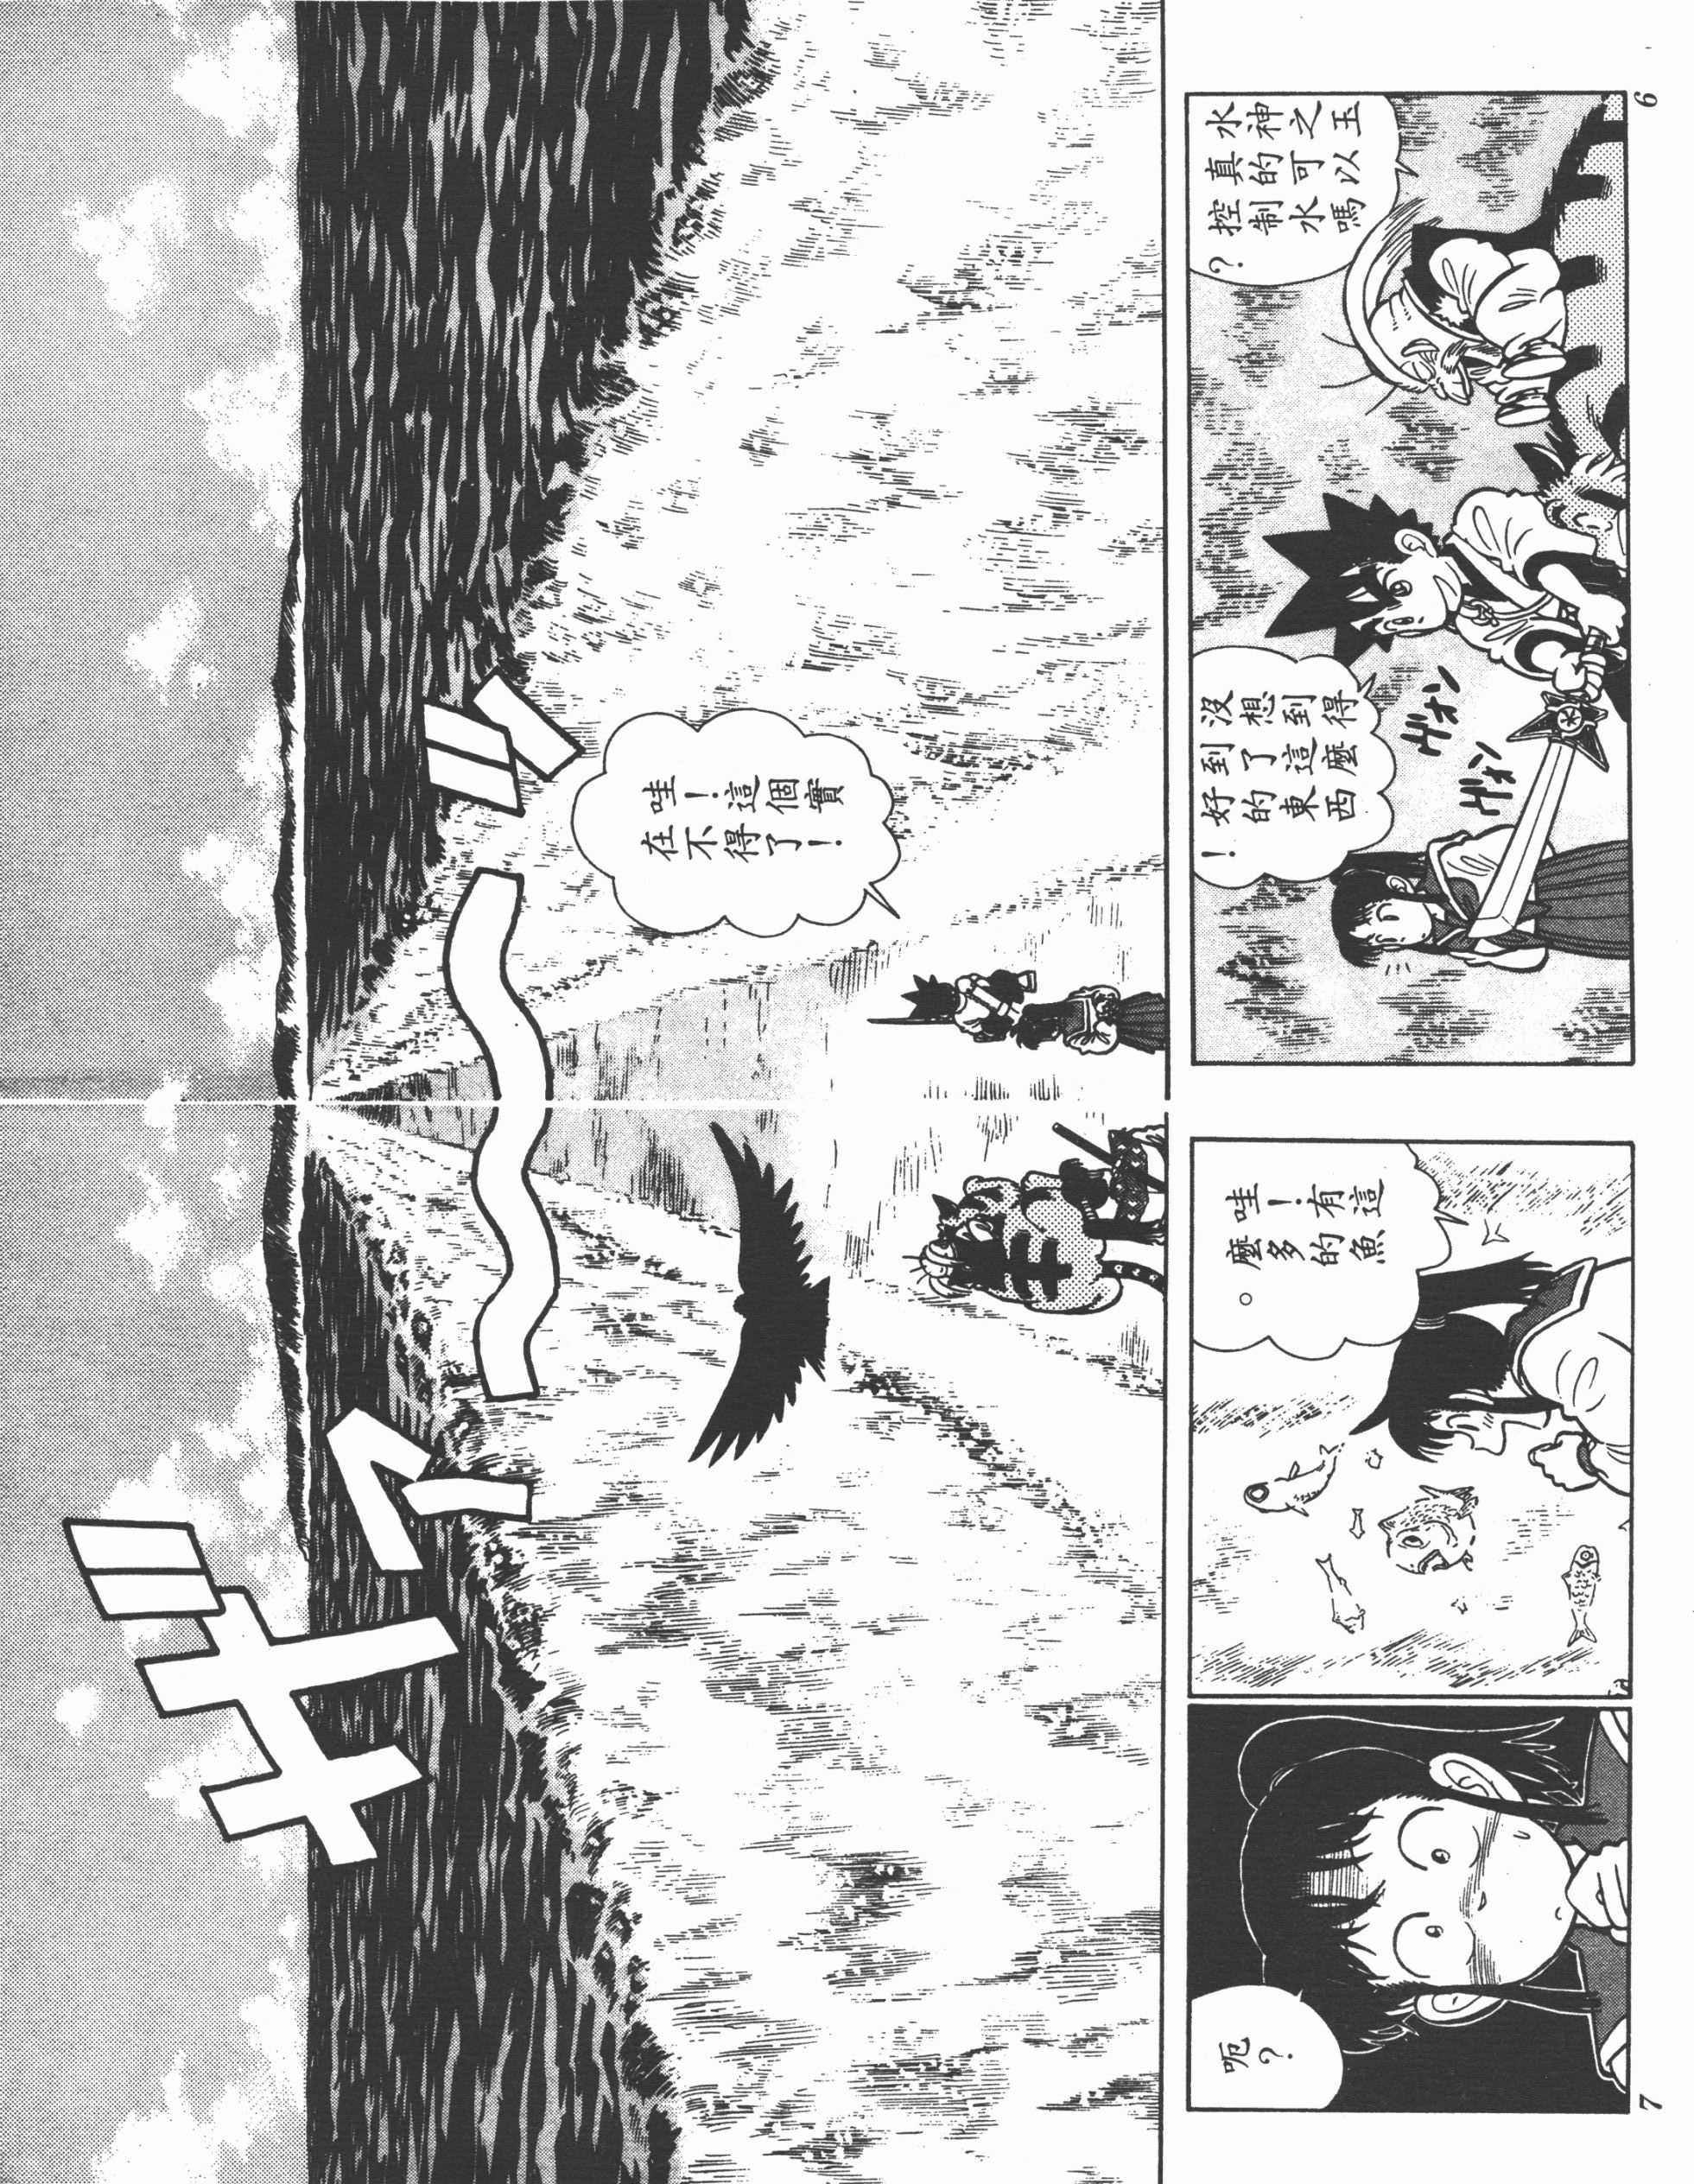 哇!這個實
在不得了!
水神之玉
真的可以
控制水嗎
?
沒想到得
到了這麼
好的東西
!
哇!有這
麼多的魚
。
呃
?
6
7